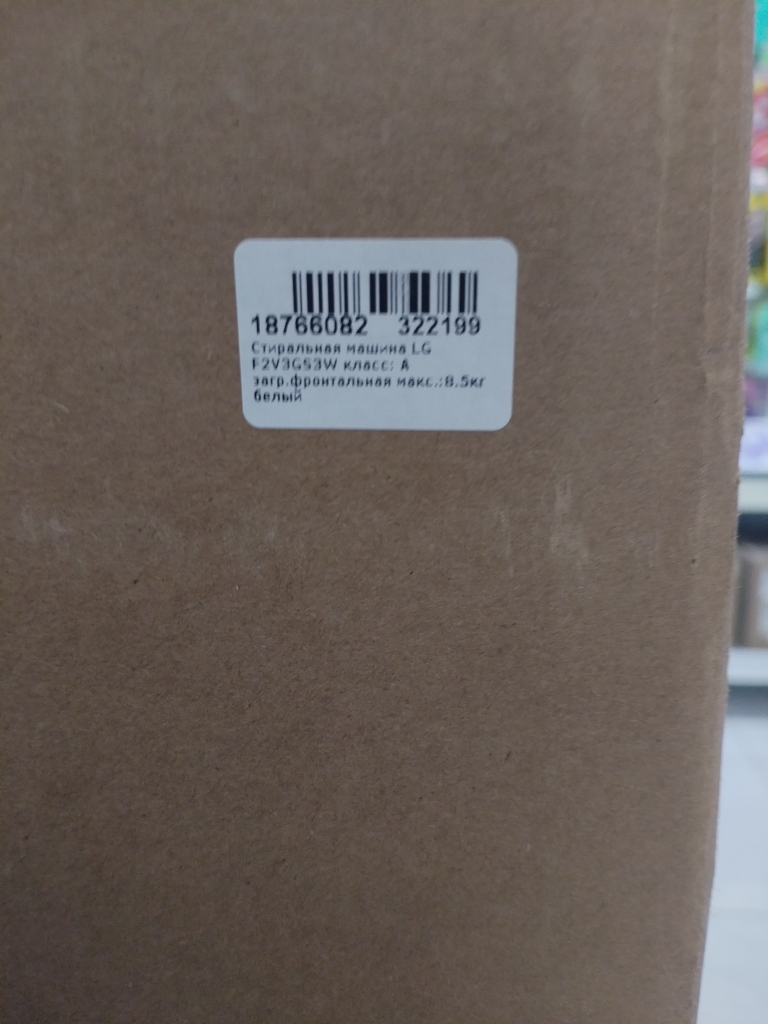 18766082 322199
Стиральная машина LG
F2V3GS3W класс: A
загр.фронтальная макс.:8.5кг
белый